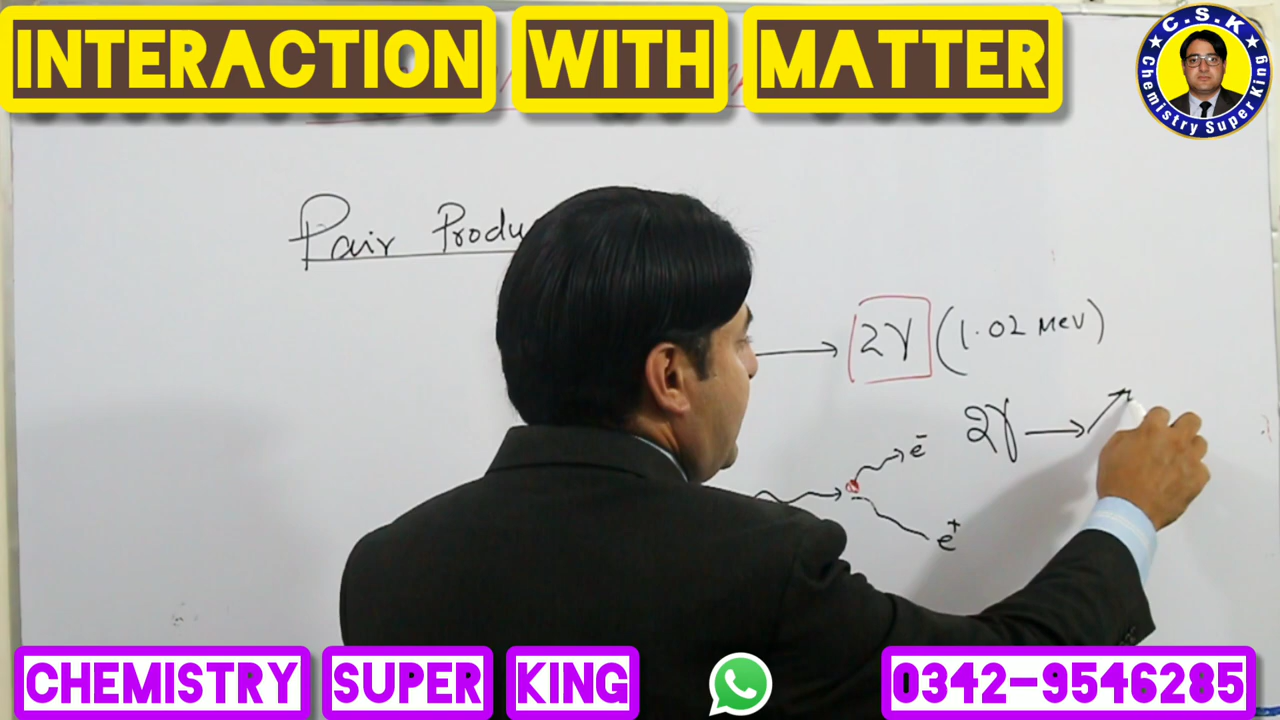 INTERACTION WITH MATTER
C.S.K
Chemistry Super King
Pair Produ
→ 2γ (1.02 MeV)
2γ →
e⁻
e⁺
CHEMISTRY SUPER KING 0342-9546285